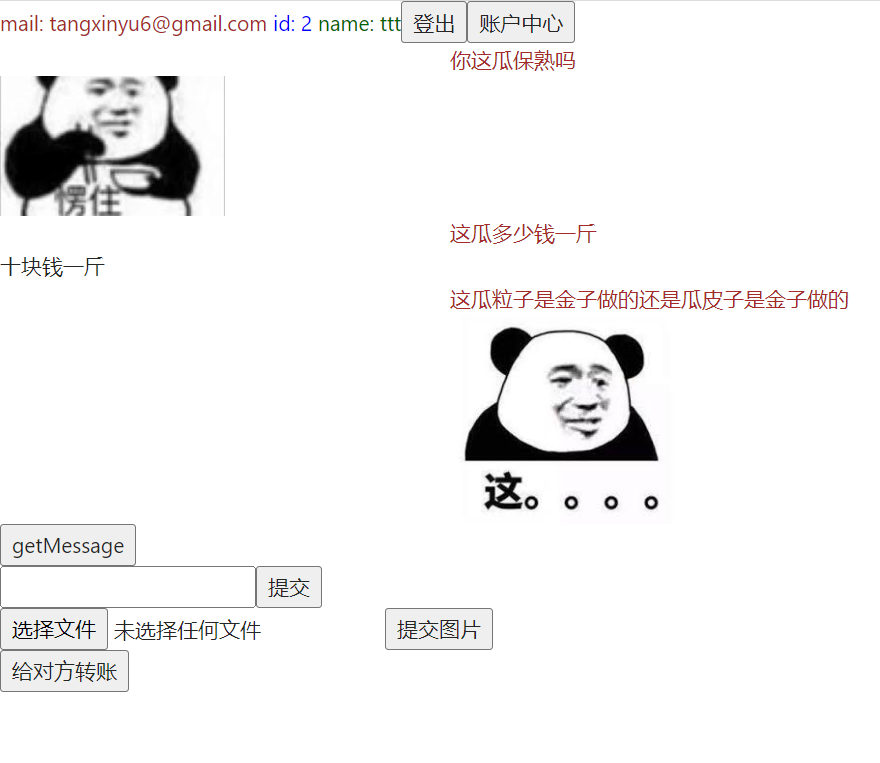 mail: tangxinyu6@gmail.com id: 2 name: ttt 登出 账户中心
你这瓜保熟吗
愣住
这瓜多少钱一斤
十块钱一斤
这瓜粒子是金子做的还是瓜皮子是金子做的
这。。。。
getMessage
提交
选择文件 未选择任何文件 提交图片
给对方转账